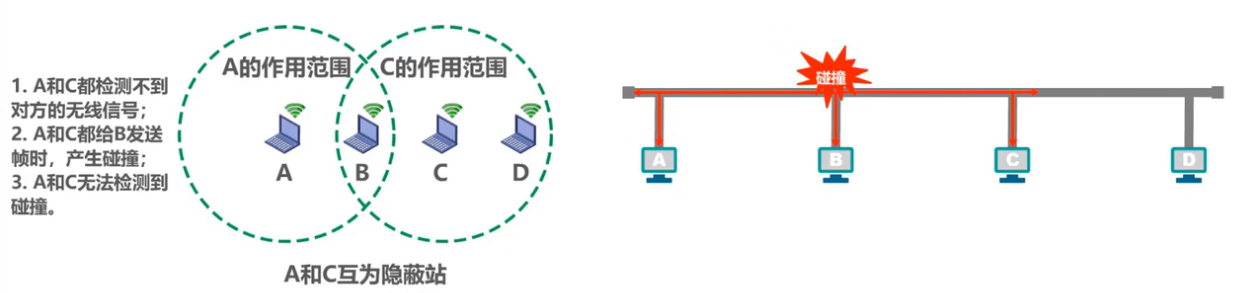 A的作用范围 C的作用范围
1. A和C都检测不到
对方的无线信号;
2. A和C都给B发送
帧时，产生碰撞;
3. A和C无法检测到
碰撞。
A B C D
A和C互为隐蔽站
碰撞
A B C D